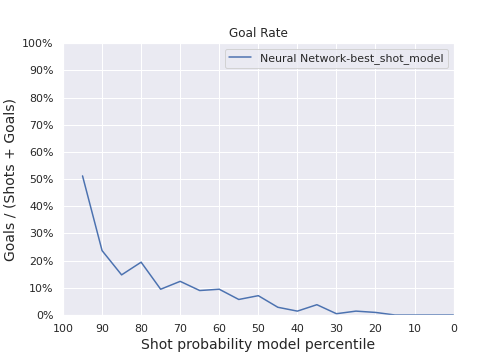 Goal Rate
Neural Network-best_shot_model
Goals / (Shots + Goals)
100%
90%
80%
70%
60%
50%
40%
30%
20%
10%
0%
100 90 80 70 60 50 40 30 20 10 0
Shot probability model percentile